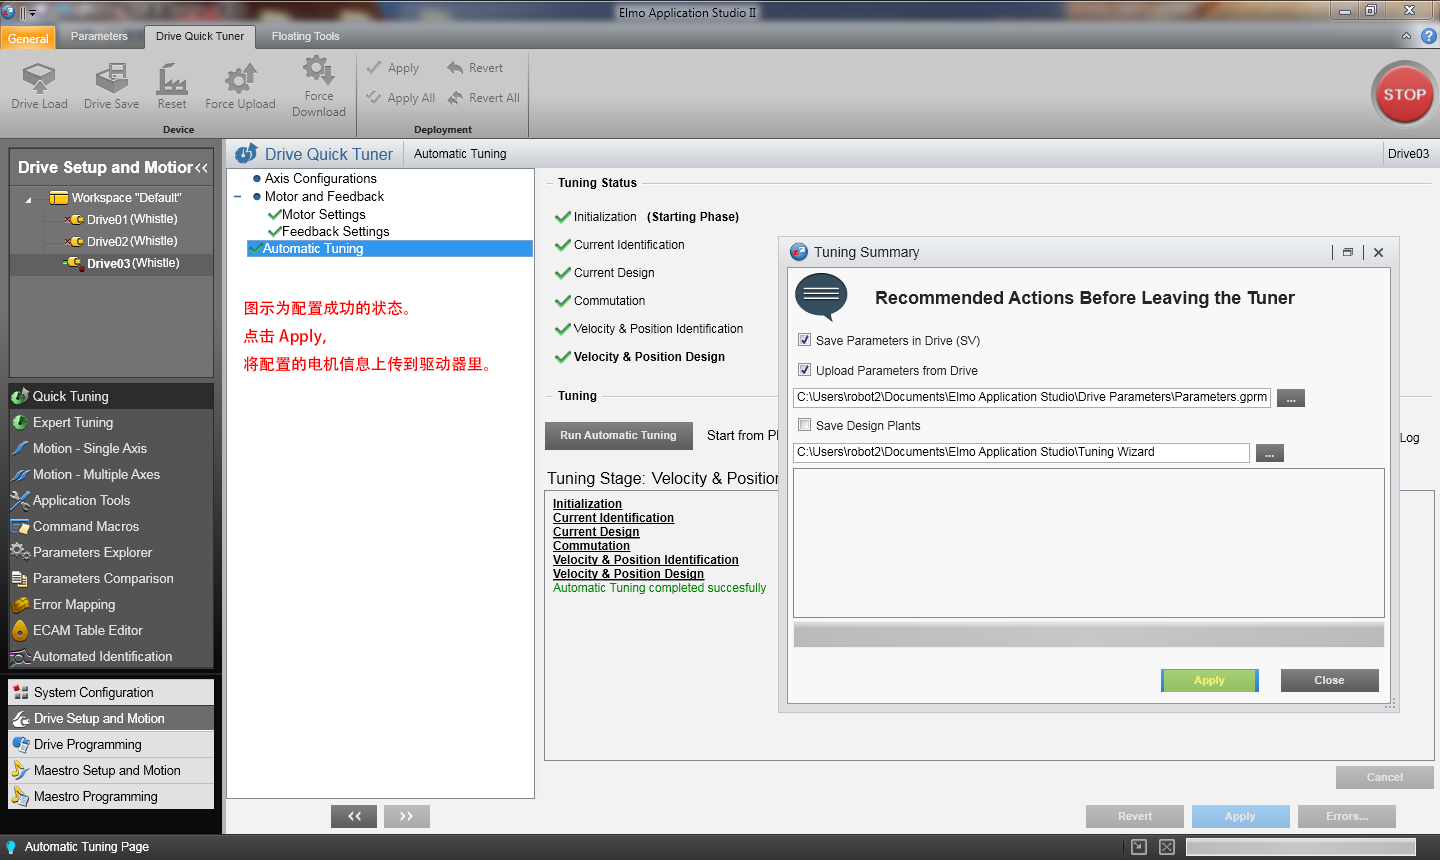 Elmo Application Studio II
General
Parameters
Drive Quick Tuner
Floating Tools
Drive Load
Drive Save
Reset
Force Upload
Force
Download
Device
Apply
Revert
Apply All
Revert All
Deployment
STOP
Drive Setup and Motior<<
Workspace "Default"
Drive01 (Whistle)
Drive02 (Whistle)
Drive03 (Whistle)
Quick Tuning
Expert Tuning
Motion - Single Axis
Motion - Multiple Axes
Application Tools
Command Macros
Parameters Explorer
Parameters Comparison
Error Mapping
ECAM Table Editor
Automated Identification
System Configuration
Drive Setup and Motion
Drive Programming
Maestro Setup and Motion
Maestro Programming
Drive Quick Tuner
Automatic Tuning
Drive03
Axis Configurations
Motor and Feedback
Motor Settings
Feedback Settings
Automatic Tuning
图示为配置成功的状态。
点击 Apply,
将配置的电机信息上传到驱动器里。
<<
>>
Tuning Status
Initialization (Starting Phase)
Current Identification
Current Design
Commutation
Velocity & Position Identification
Velocity & Position Design
Tuning
Run Automatic Tuning
Start from Pl
Log
Tuning Stage: Velocity & Position
Initialization
Current Identification
Current Design
Commutation
Velocity & Position Identification
Velocity & Position Design
Automatic Tuning completed succesfully
Tuning Summary
Recommended Actions Before Leaving the Tuner
Save Parameters in Drive (SV)
Upload Parameters from Drive
C:\Users\robot2\Documents\Elmo Application Studio\Drive Parameters\Parameters.gprm
...
Save Design Plants
C:\Users\robot2\Documents\Elmo Application Studio\Tuning Wizard
...
Apply
Close
Cancel
Revert
Apply
Errors...
Automatic Tuning Page